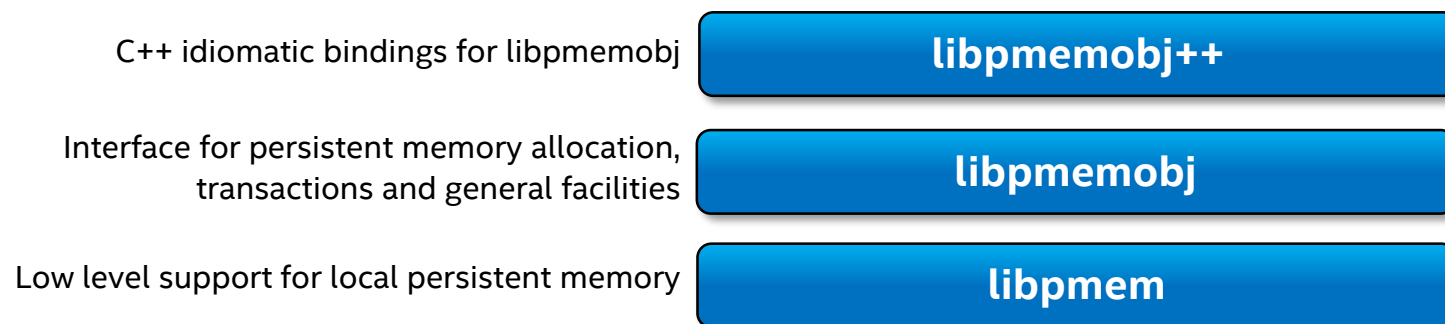 C++ idiomatic bindings for libpmemobj
libpmemobj++
Interface for persistent memory allocation,
transactions and general facilities
libpmemobj
Low level support for local persistent memory
libpmem